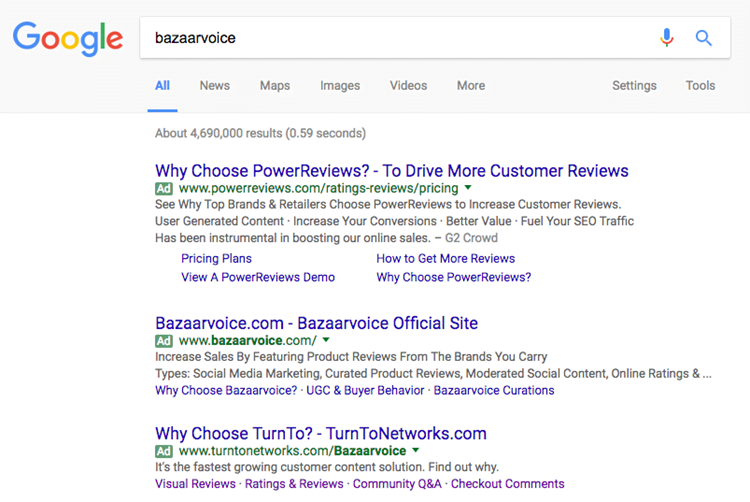 Google
bazaarvoice
All News Maps Images Videos More Settings Tools
About 4,690,000 results (0.59 seconds)
Why Choose PowerReviews? - To Drive More Customer Reviews
Ad www.powerreviews.com/ratings-reviews/pricing
See Why Top Brands & Retailers Choose PowerReviews to Increase Customer Reviews.
User Generated Content · Increase Your Conversions · Better Value · Fuel Your SEO Traffic
Has been instrumental in boosting our online sales. – G2 Crowd
Pricing Plans How to Get More Reviews
View A PowerReviews Demo Why Choose PowerReviews?
Bazaarvoice.com - Bazaarvoice Official Site
Ad www.bazaarvoice.com/
Increase Sales By Featuring Product Reviews From The Brands You Carry
Types: Social Media Marketing, Curated Product Reviews, Moderated Social Content, Online Ratings & ...
Why Choose Bazaarvoice? · UGC & Buyer Behavior · Bazaarvoice Curations
Why Choose TurnTo? - TurnToNetworks.com
Ad www.turntonetworks.com/Bazaarvoice
It's the fastest growing customer content solution. Find out why.
Visual Reviews · Ratings & Reviews · Community Q&A · Checkout Comments